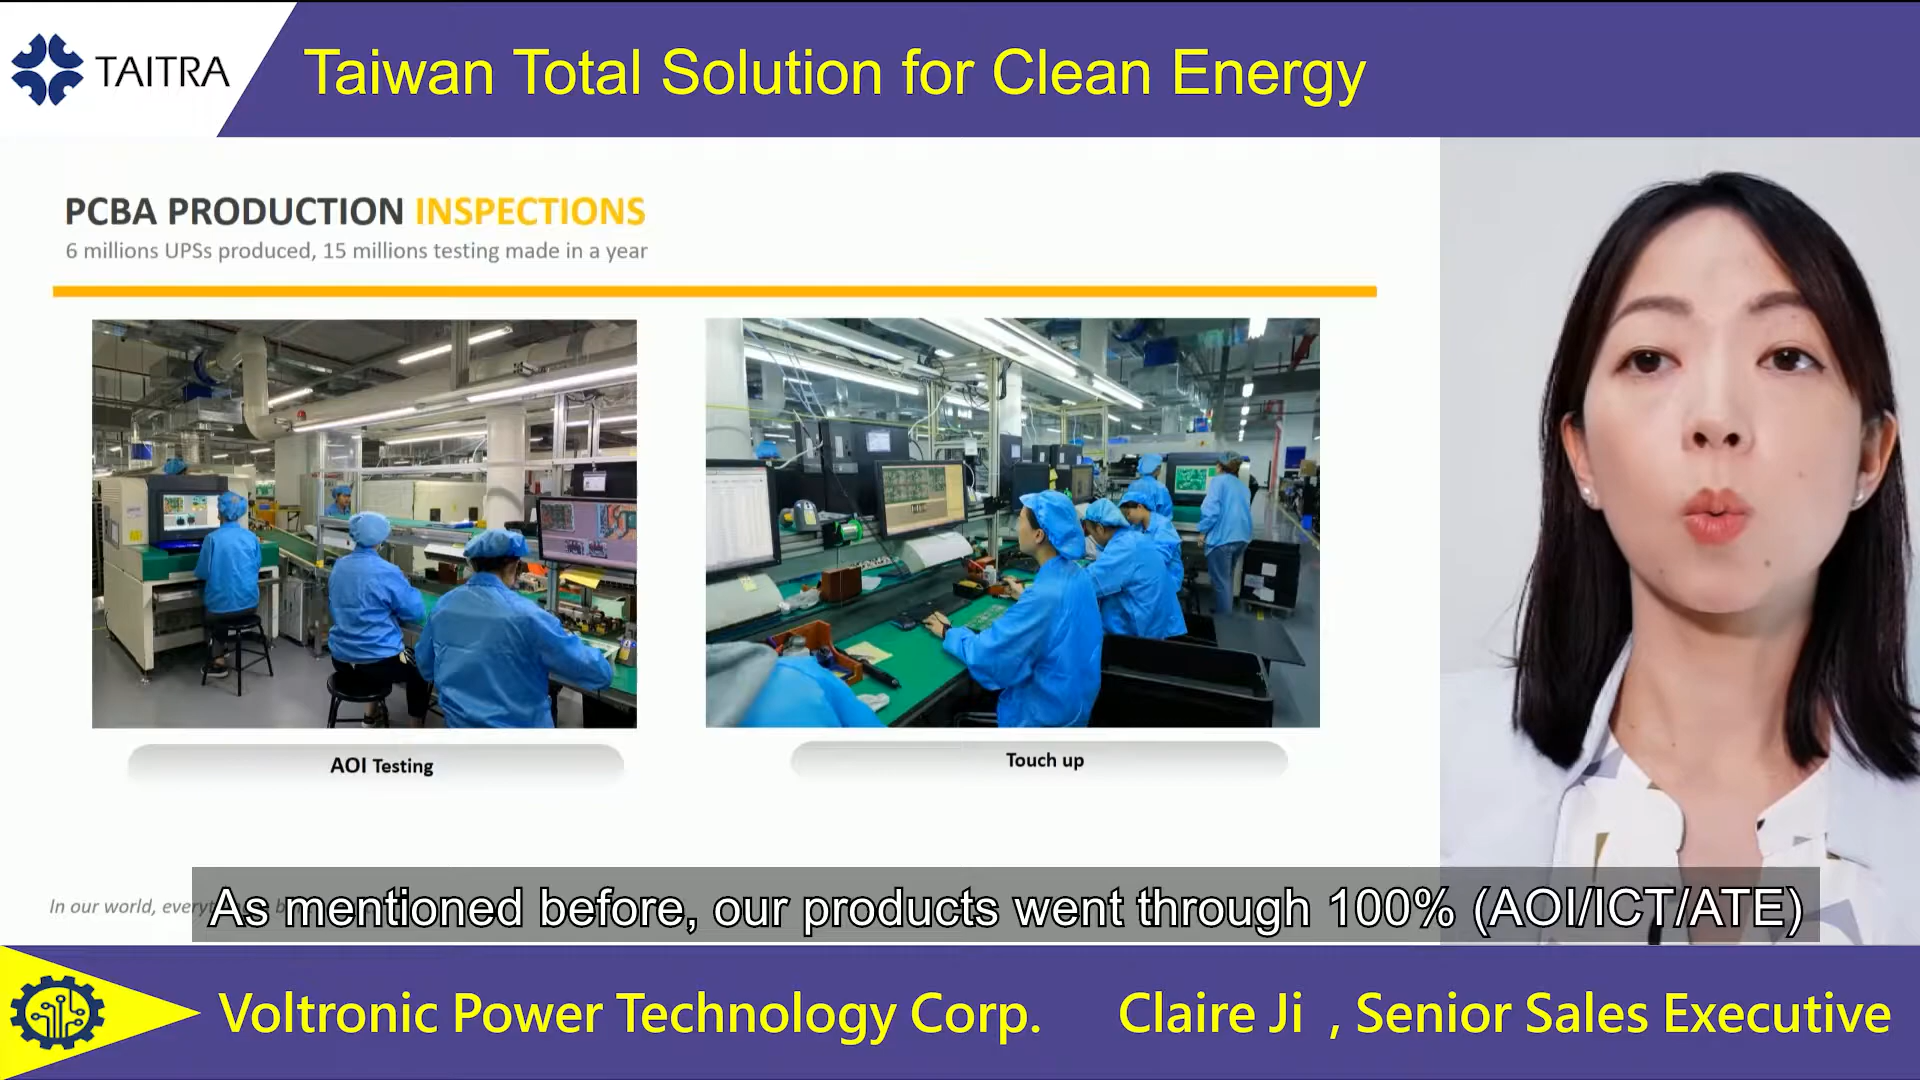 TAITRA
Taiwan Total Solution for Clean Energy
PCBA PRODUCTION INSPECTIONS
6 millions UPSs produced, 15 millions testing made in a year
AOI Testing
Touch up
In our world,
As mentioned before, our products went through 100% (AOI/ICT/ATE)
Voltronic Power Technology Corp.
Claire Ji , Senior Sales Executive